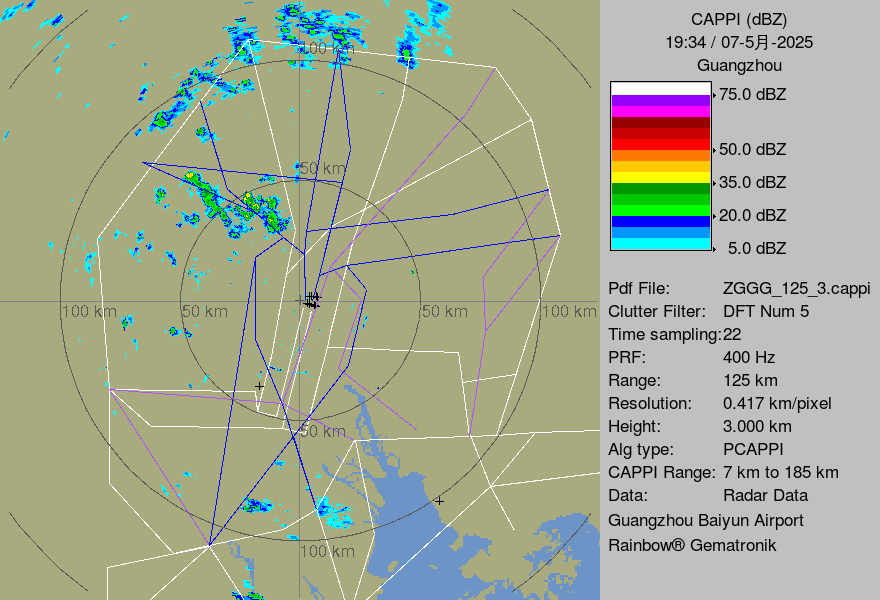 CAPPI (dBZ)
19:34 / 07-5月-2025
Guangzhou
75.0 dBZ
50.0 dBZ
35.0 dBZ
20.0 dBZ
5.0 dBZ
Pdf File: ZGGG_125_3.cappi
Clutter Filter: DFT Num 5
Time sampling:22
PRF: 400 Hz
Range: 125 km
Resolution: 0.417 km/pixel
Height: 3.000 km
Alg type: PCAPPI
CAPPI Range: 7 km to 185 km
Data: Radar Data
Guangzhou Baiyun Airport
Rainbow® Gematronik
100 km
50 km
100 km
50 km
50 km
100 km
50 km
100 km